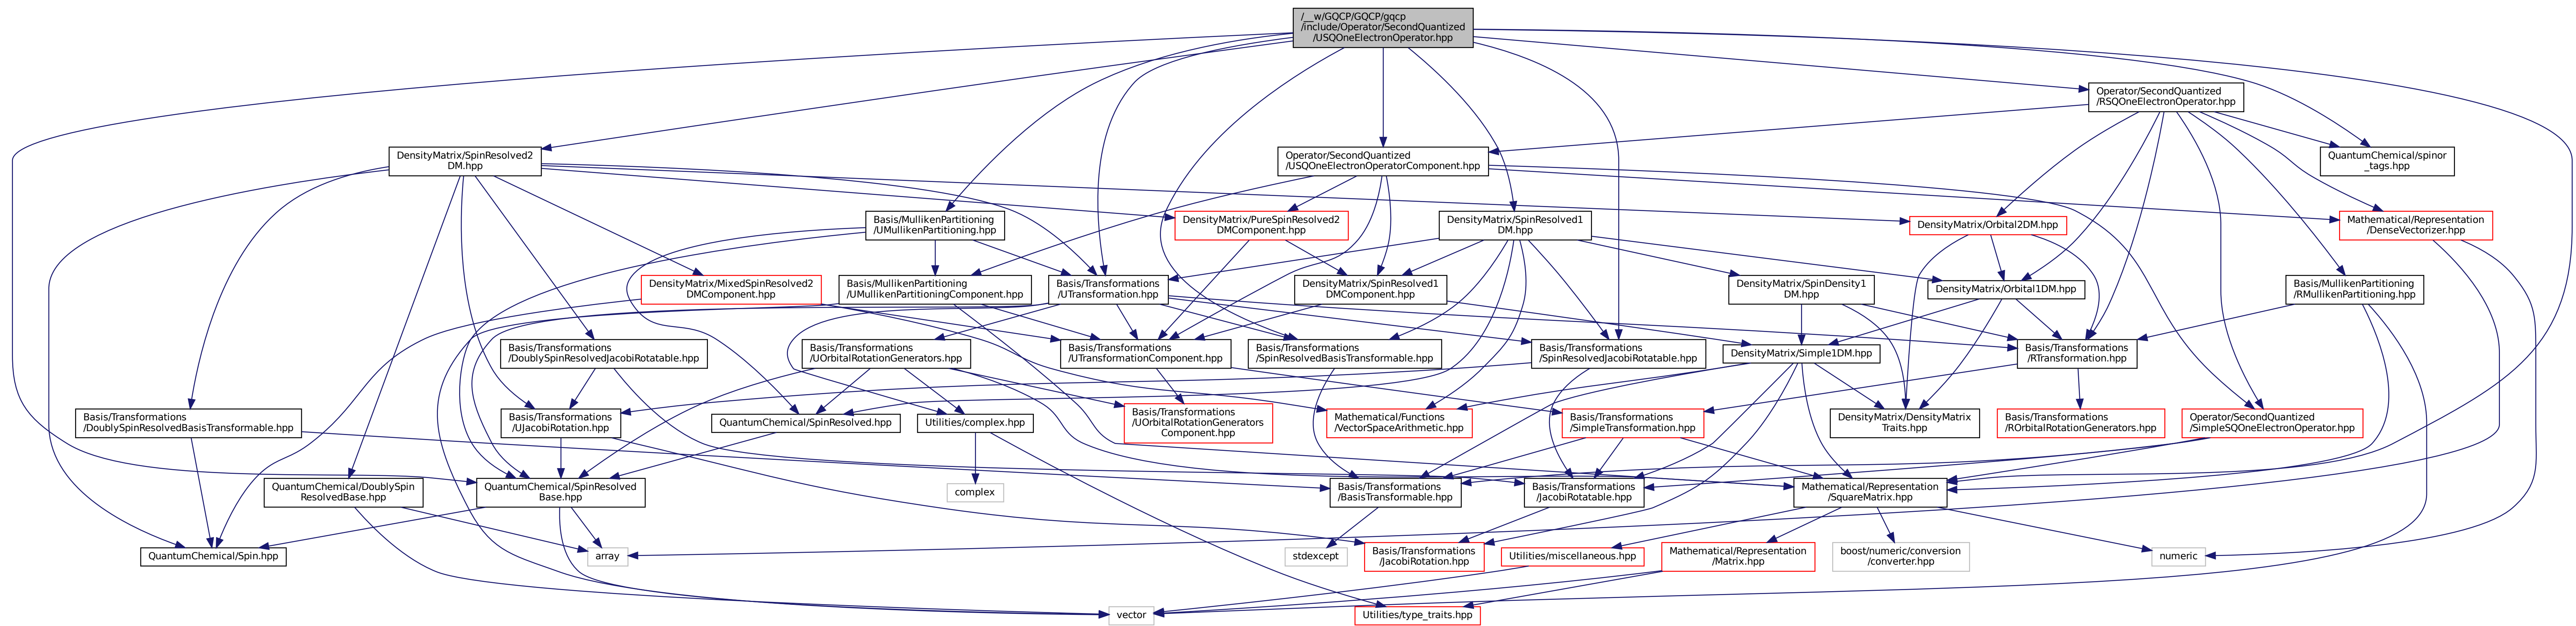 /__w/GQCP/GQCP/gqcp
/include/Operator/SecondQuantized
/USQOneElectronOperator.hpp
Operator/SecondQuantized
/RSQOneElectronOperator.hpp
DensityMatrix/SpinResolved2
DM.hpp
Operator/SecondQuantized
/USQOneElectronOperatorComponent.hpp
QuantumChemical/spinor
_tags.hpp
Basis/MullikenPartitioning
/UMullikenPartitioning.hpp
DensityMatrix/PureSpinResolved2
DMComponent.hpp
DensityMatrix/SpinResolved1
DM.hpp
DensityMatrix/Orbital2DM.hpp
Mathematical/Representation
/DenseVectorizer.hpp
DensityMatrix/MixedSpinResolved2
DMComponent.hpp
Basis/MullikenPartitioning
/UMullikenPartitioningComponent.hpp
Basis/Transformations
/UTransformation.hpp
DensityMatrix/SpinResolved1
DMComponent.hpp
DensityMatrix/SpinDensity1
DM.hpp
DensityMatrix/Orbital1DM.hpp
Basis/MullikenPartitioning
/RMullikenPartitioning.hpp
Basis/Transformations
/DoublySpinResolvedJacobiRotatable.hpp
Basis/Transformations
/UOrbitalRotationGenerators.hpp
Basis/Transformations
/UTransformationComponent.hpp
Basis/Transformations
/SpinResolvedBasisTransformable.hpp
Basis/Transformations
/SpinResolvedJacobiRotatable.hpp
DensityMatrix/Simple1DM.hpp
Basis/Transformations
/RTransformation.hpp
Basis/Transformations
/DoublySpinResolvedBasisTransformable.hpp
Basis/Transformations
/UJacobiRotation.hpp
QuantumChemical/SpinResolved.hpp
Utilities/complex.hpp
Basis/Transformations
/UOrbitalRotationGenerators
Component.hpp
Mathematical/Functions
/VectorSpaceArithmetic.hpp
Basis/Transformations
/SimpleTransformation.hpp
DensityMatrix/DensityMatrix
Traits.hpp
Basis/Transformations
/ROrbitalRotationGenerators.hpp
Operator/SecondQuantized
/SimpleSQOneElectronOperator.hpp
QuantumChemical/DoublySpin
ResolvedBase.hpp
QuantumChemical/SpinResolved
Base.hpp
complex
Basis/Transformations
/BasisTransformable.hpp
Basis/Transformations
/JacobiRotatable.hpp
Mathematical/Representation
/SquareMatrix.hpp
QuantumChemical/Spin.hpp
array
stdexcept
Basis/Transformations
/JacobiRotation.hpp
Utilities/miscellaneous.hpp
Mathematical/Representation
/Matrix.hpp
boost/numeric/conversion
/converter.hpp
numeric
vector
Utilities/type_traits.hpp